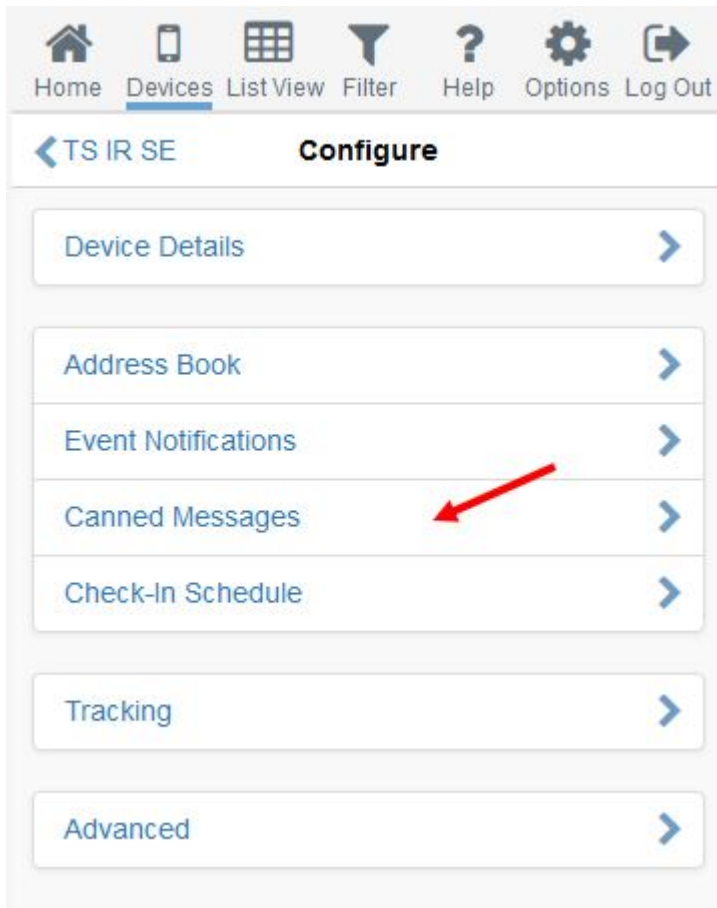 Home Devices List View Filter Help Options Log Out
TS IR SE Configure
Device Details
Address Book
Event Notifications
Canned Messages
Check-In Schedule
Tracking
Advanced